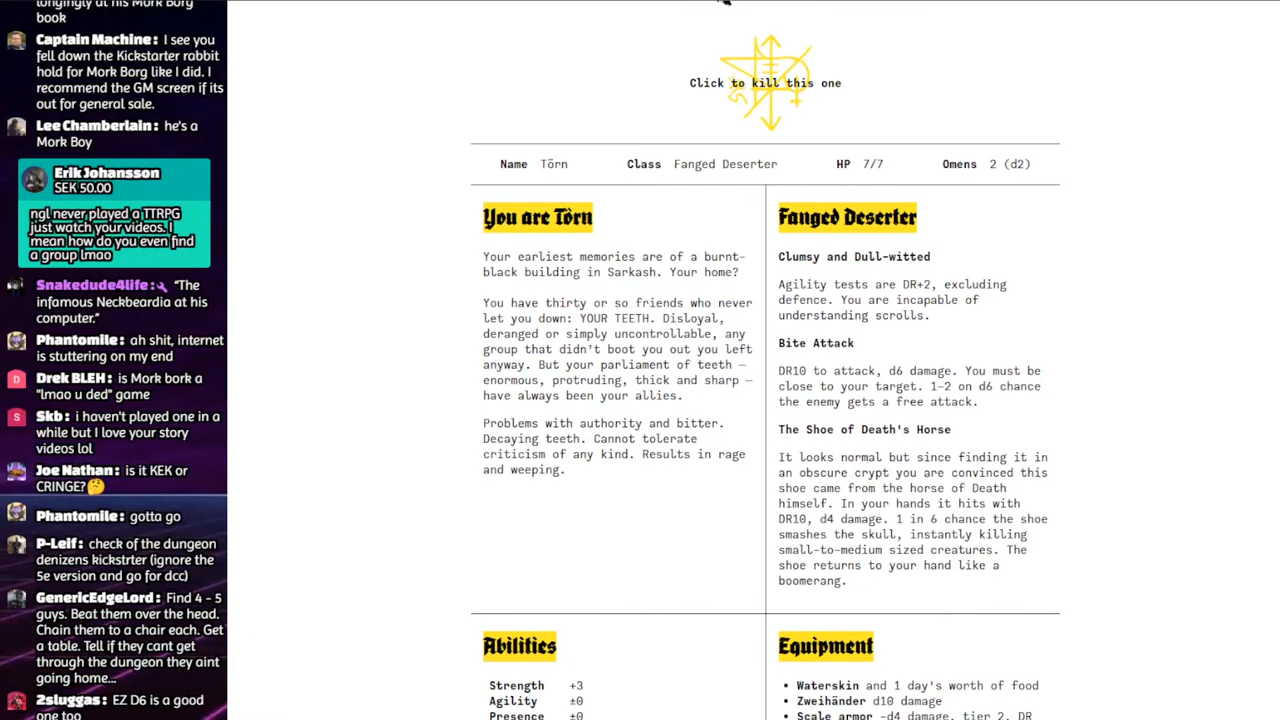 longingly at his Mork Borg
book
Captain Machine: I see you
fell down the Kickstarter rabbit
hold for Mork Borg like I did. I
recommend the GM screen if its
out for general sale.
Lee Chamberlain: he's a
Mork Boy
Erik Johansson
SEK 50.00
ngl never played a TTRPG
just watch your videos. I
mean how do you even find
a group lmao
Snakedude4life: "The
infamous Neckbeardia at his
computer."
Phantomile: ah shit, internet
is stuttering on my end
D
Drek BLEH: is Mork bork a
"lmao u ded" game
S
Skb: i haven't played one in a
while but I love your story
videos lol
Joe Nathan: is it KEK or
CRINGE?🤔
Phantomile: gotta go
P-Leif: check of the dungeon
denizens kickstrter (ignore the
5e version and go for dcc)
GenericEdgeLord: Find 4 - 5
guys. Beat them over the head.
Chain them to a chair each. Get
a table. Tell if they cant get
through the dungeon they aint
going home...
2sluggas: EZ D6 is a good
one too
Click to kill this one
Name Törn Class Fanged Deserter HP 7/7 Omens 2 (d2)
You are Törn
Your earliest memories are of a burnt-
black building in Sarkash. Your home?
You have thirty or so friends who never
let you down: YOUR TEETH. Disloyal,
deranged or simply uncontrollable, any
group that didn't boot you out you left
anyway. But your parliament of teeth –
enormous, protruding, thick and sharp –
have always been your allies.
Problems with authority and bitter.
Decaying teeth. Cannot tolerate
criticism of any kind. Results in rage
and weeping.
Fanged Deserter
Clumsy and Dull-witted
Agility tests are DR+2, excluding
defence. You are incapable of
understanding scrolls.
Bite Attack
DR10 to attack, d6 damage. You must be
close to your target. 1–2 on d6 chance
the enemy gets a free attack.
The Shoe of Death's Horse
It looks normal but since finding it in
an obscure crypt you are convinced this
shoe came from the horse of Death
himself. In your hands it hits with
DR10, d4 damage. 1 in 6 chance the shoe
smashes the skull, instantly killing
small-to-medium sized creatures. The
shoe returns to your hand like a
boomerang.
Abilities
Strength +3
Agility ±0
Presence ±0
Equipment
• Waterskin and 1 day's worth of food
• Zweihänder d10 damage
• Scale armor -d4 damage, tier 2, DR